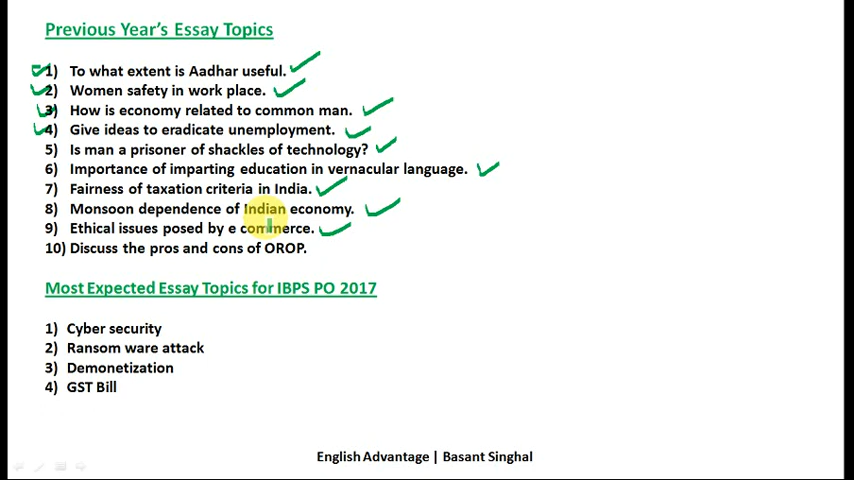 Previous Year's Essay Topics
1) To what extent is Aadhar useful.
2) Women safety in work place.
3) How is economy related to common man.
4) Give ideas to eradicate unemployment.
5) Is man a prisoner of shackles of technology?
6) Importance of imparting education in vernacular language.
7) Fairness of taxation criteria in India.
8) Monsoon dependence of Indian economy.
9) Ethical issues posed by e commerce.
10) Discuss the pros and cons of OROP.
Most Expected Essay Topics for IBPS PO 2017
1) Cyber security
2) Ransom ware attack
3) Demonetization
4) GST Bill
English Advantage | Basant Singhal